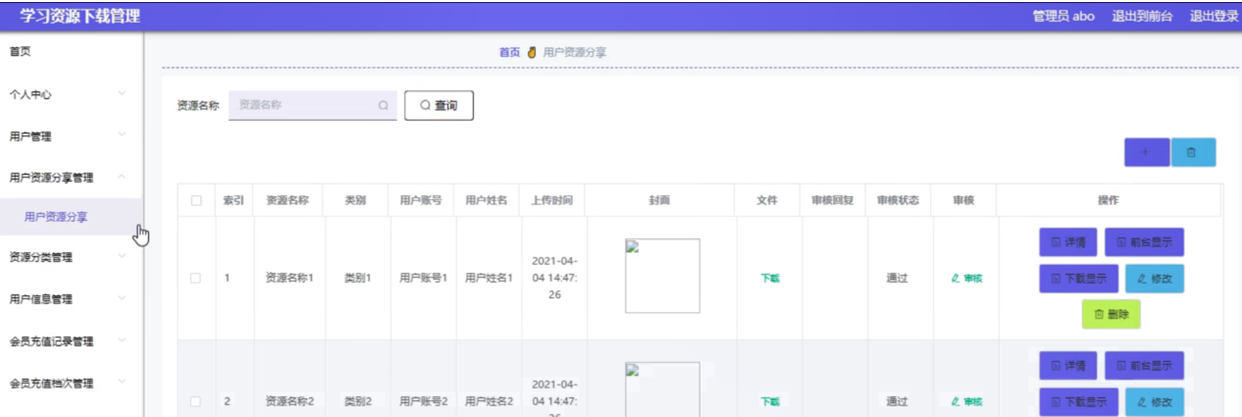 学习资源下载管理
管理员 abo 退出到前台 退出登录
首页
个人中心
用户管理
用户资源分享管理
用户资源分享
资源分类管理
用户信息管理
会员充值记录管理
会员充值档次管理
首页 用户资源分享
资源名称 资源名称 查询
索引 资源名称 类别 用户账号 用户姓名 上传时间 封面 文件 审核回复 审核状态 审核 操作
1 资源名称1 类别1 用户账号1 用户姓名1 2021-04-04 14:47:26 下载 通过 审核
详情 前台显示
下载显示 修改
删除
2 资源名称2 类别2 用户账号2 用户姓名2 2021-04-04 14:47:26 下载 通过 审核
详情 前台显示
下载显示 修改